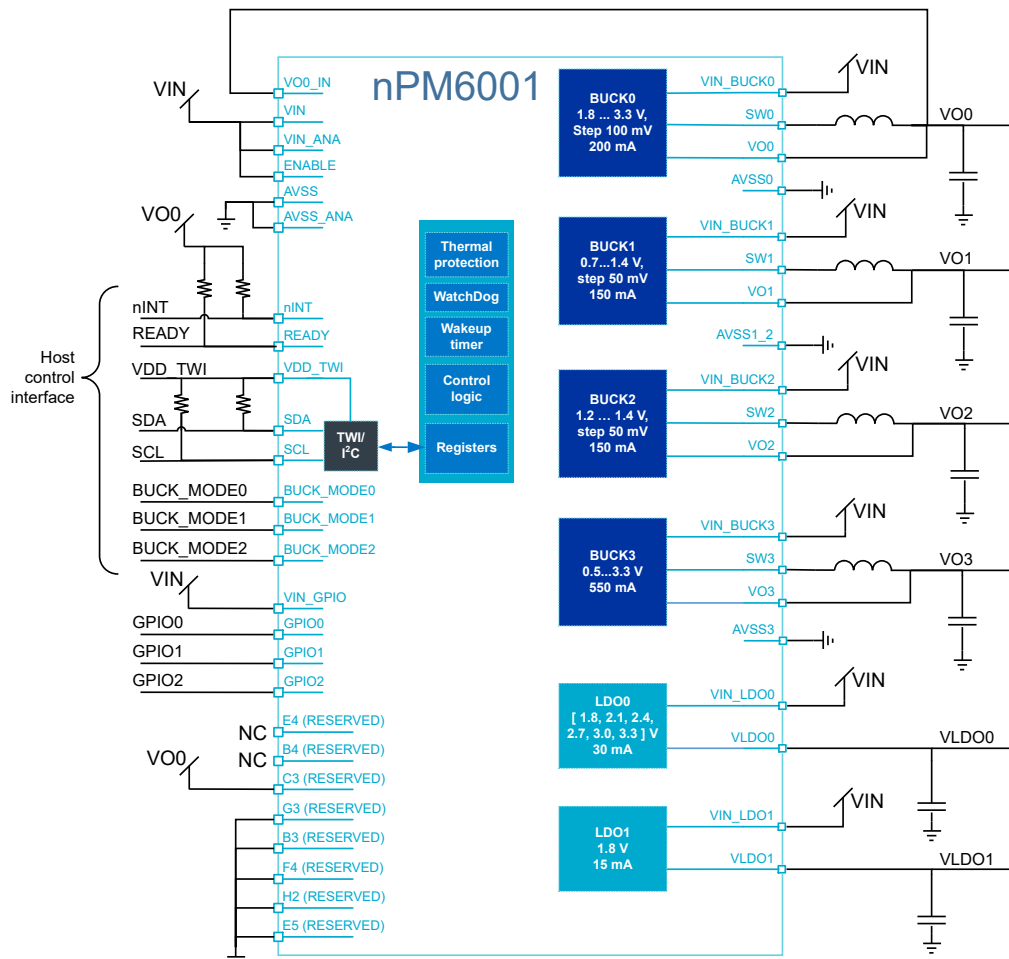 nPM6001
VIN
VO0_IN
VIN
VIN_ANA
ENABLE
AVSS
AVSS_ANA
VO0
nINT
nINT
READY
READY
Host
control
interface
VDD_TWI
VDD_TWI
SDA
SDA
SCL
SCL
TWI/
I²C
BUCK_MODE0
BUCK_MODE0
BUCK_MODE1
BUCK_MODE1
BUCK_MODE2
BUCK_MODE2
VIN
VIN_GPIO
GPIO0
GPIO0
GPIO1
GPIO1
GPIO2
GPIO2
NC
E4 (RESERVED)
NC
B4 (RESERVED)
VO0
C3 (RESERVED)
G3 (RESERVED)
B3 (RESERVED)
F4 (RESERVED)
H2 (RESERVED)
E5 (RESERVED)
Thermal
protection
WatchDog
Wakeup
timer
Control
logic
Registers
BUCK0
1.8 ... 3.3 V,
Step 100 mV
200 mA
VIN_BUCK0
VIN
SW0
VO0
VO0
AVSS0
BUCK1
0.7...1.4 V,
step 50 mV
150 mA
VIN_BUCK1
VIN
SW1
VO1
VO1
AVSS1_2
BUCK2
1.2 ... 1.4 V,
step 50 mV
150 mA
VIN_BUCK2
VIN
SW2
VO2
VO2
BUCK3
0.5...3.3 V
550 mA
VIN_BUCK3
VIN
SW3
VO3
VO3
AVSS3
LDO0
[ 1.8, 2.1, 2.4,
2.7, 3.0, 3.3 ] V
30 mA
VIN_LDO0
VIN
VLDO0
VLDO0
LDO1
1.8 V
15 mA
VIN_LDO1
VIN
VLDO1
VLDO1